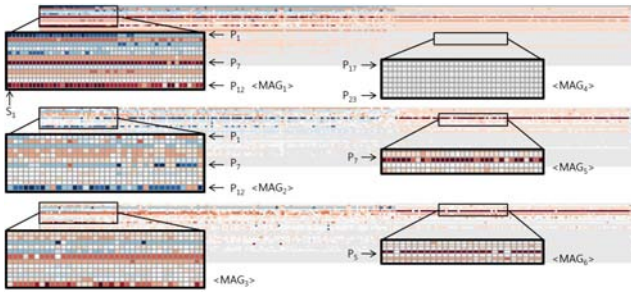 P1
P7
P12 <MAG1>
S1
P17
P23
<MAG4>
P1
P7
P12 <MAG2>
P7
<MAG5>
<MAG3>
P5
<MAG6>